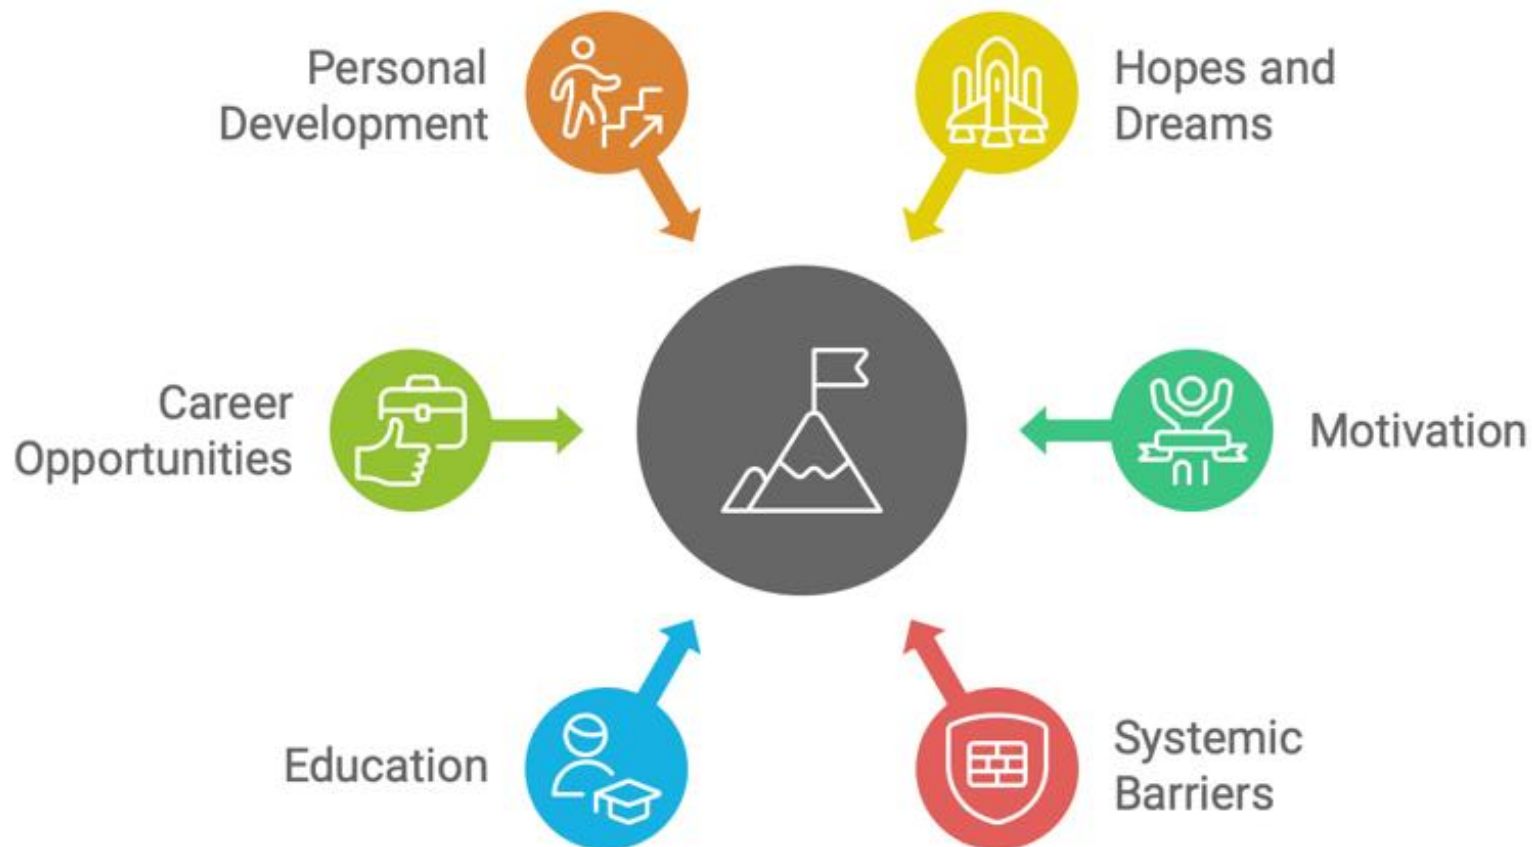 Personal
Development
Hopes and
Dreams
Career
Opportunities
Motivation
Education
Systemic
Barriers